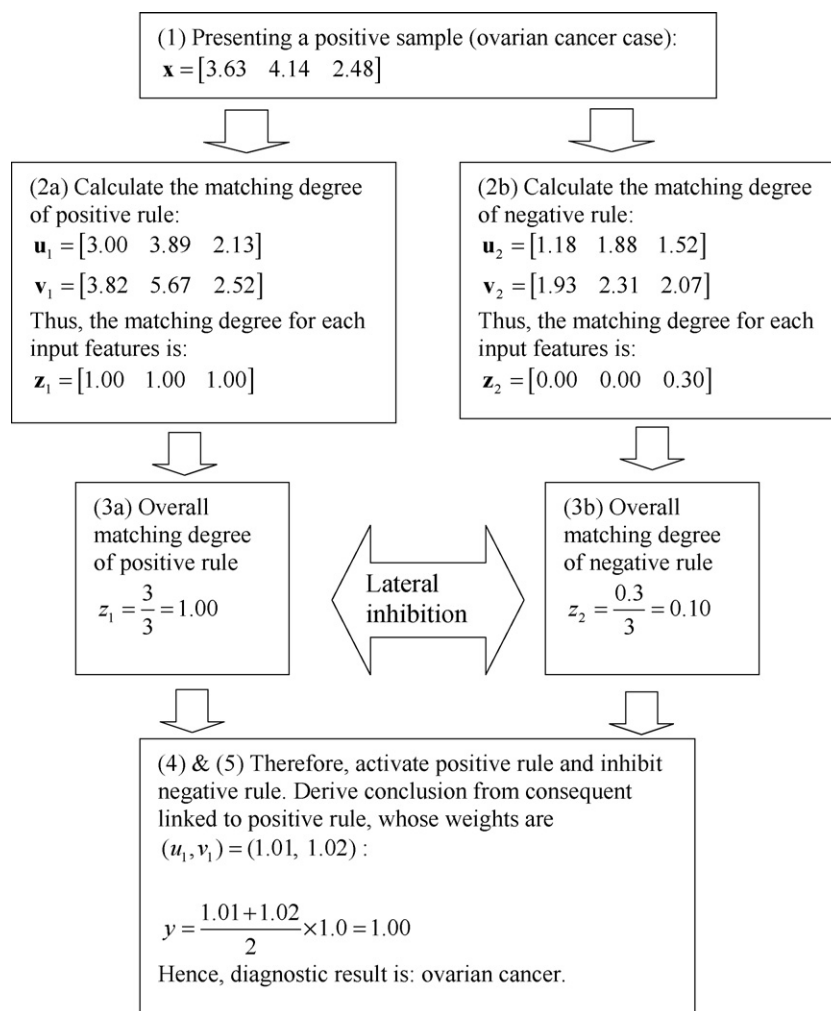 (1) Presenting a positive sample (ovarian cancer case):
x = [3.63 4.14 2.48]
(2a) Calculate the matching degree
of positive rule:
u₁ = [3.00 3.89 2.13]
v₁ = [3.82 5.67 2.52]
Thus, the matching degree for each
input features is:
z₁ = [1.00 1.00 1.00]
(2b) Calculate the matching degree
of negative rule:
u₂ = [1.18 1.88 1.52]
v₂ = [1.93 2.31 2.07]
Thus, the matching degree for each
input features is:
z₂ = [0.00 0.00 0.30]
(3a) Overall
matching degree
of positive rule
z₁ = 3/3 = 1.00
Lateral
inhibition
(3b) Overall
matching degree
of negative rule
z₂ = 0.3/3 = 0.10
(4) & (5) Therefore, activate positive rule and inhibit
negative rule. Derive conclusion from consequent
linked to positive rule, whose weights are
(u₁,v₁) = (1.01, 1.02) :
y = (1.01+1.02)/2 ×1.0 = 1.00
Hence, diagnostic result is: ovarian cancer.